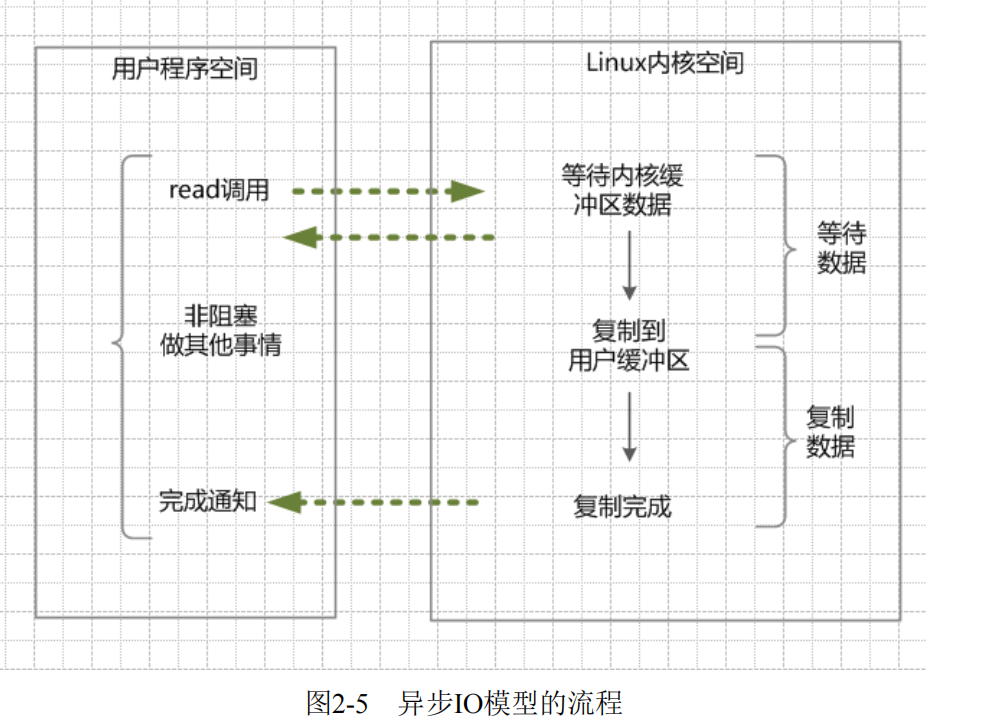 用户程序空间
Linux内核空间
read调用
等待内核缓
冲区数据
等待
数据
非阻塞
做其他事情
复制到
用户缓冲区
复制
数据
完成通知
复制完成
图2-5 异步IO模型的流程